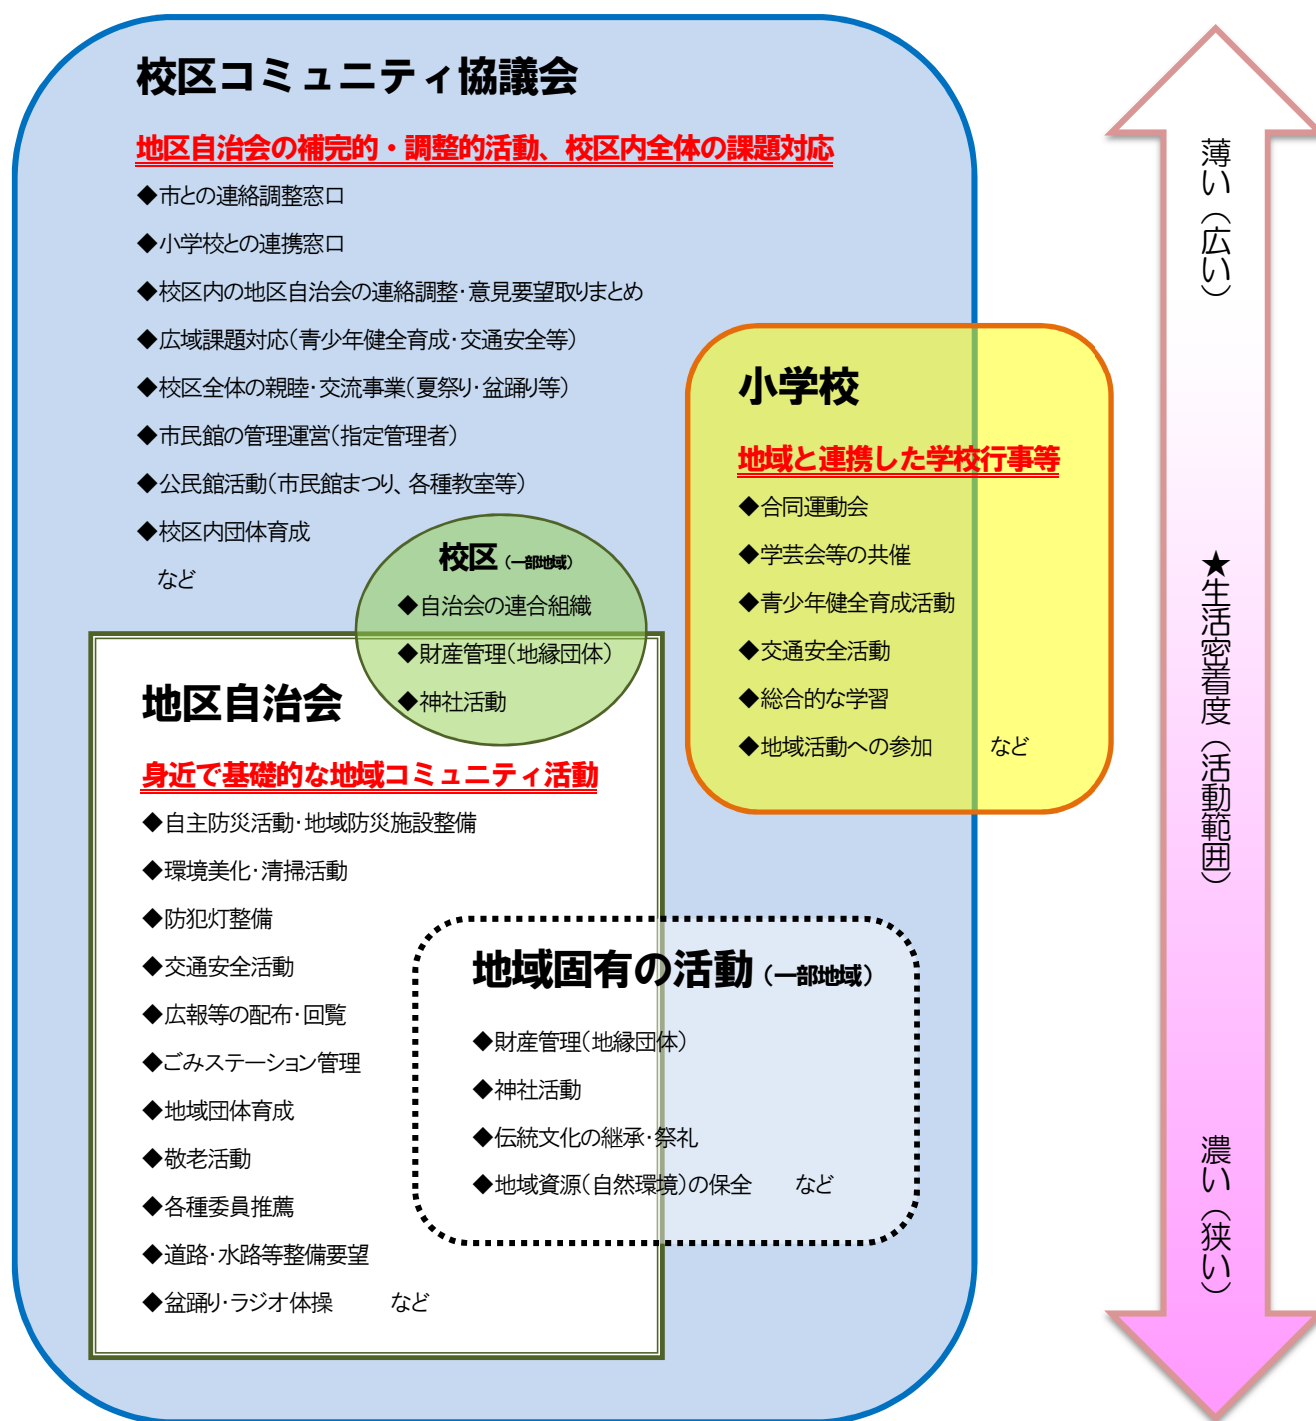 校区コミュニティ協議会
地区自治会の補完的・調整的活動、校区内全体の課題対応
◆市との連絡調整窓口
◆小学校との連携窓口
◆校区内の地区自治会の連絡調整・意見要望取りまとめ
◆広域課題対応（青少年健全育成・交通安全等）
◆校区全体の親睦・交流事業（夏祭り・盆踊り等）
◆市民館の管理運営（指定管理者）
◆公民館活動（市民館まつり、各種教室等）
◆校区内団体育成
など
小学校
地域と連携した学校行事等
◆合同運動会
◆学芸会等の共催
◆青少年健全育成活動
◆交通安全活動
◆総合的な学習
◆地域活動への参加　　など
校区（一部地域）
◆自治会の連合組織
◆財産管理（地縁団体）
◆神社活動
地区自治会
身近で基礎的な地域コミュニティ活動
◆自主防災活動・地域防災施設整備
◆環境美化・清掃活動
◆防犯灯整備
◆交通安全活動
◆広報等の配布・回覧
◆ごみステーション管理
◆地域団体育成
◆敬老活動
◆各種委員推薦
◆道路・水路等整備要望
◆盆踊り・ラジオ体操　　など
地域固有の活動（一部地域）
◆財産管理（地縁団体）
◆神社活動
◆伝統文化の継承・祭礼
◆地域資源（自然環境）の保全　　など
薄い（広い）
★生活密着度（活動範囲）
濃い（狭い）